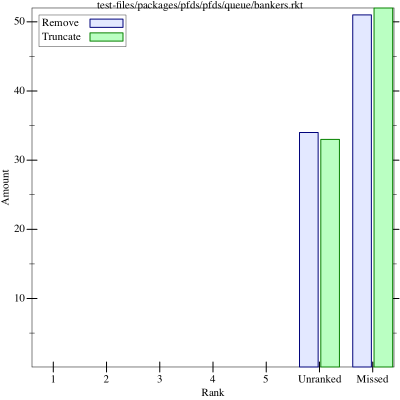 test-files/packages/pfds/pfds/queue/bankers.rkt
Remove
Truncate
50
40
30
20
10
Amount
1 2 3 4 5 Unranked Missed
Rank